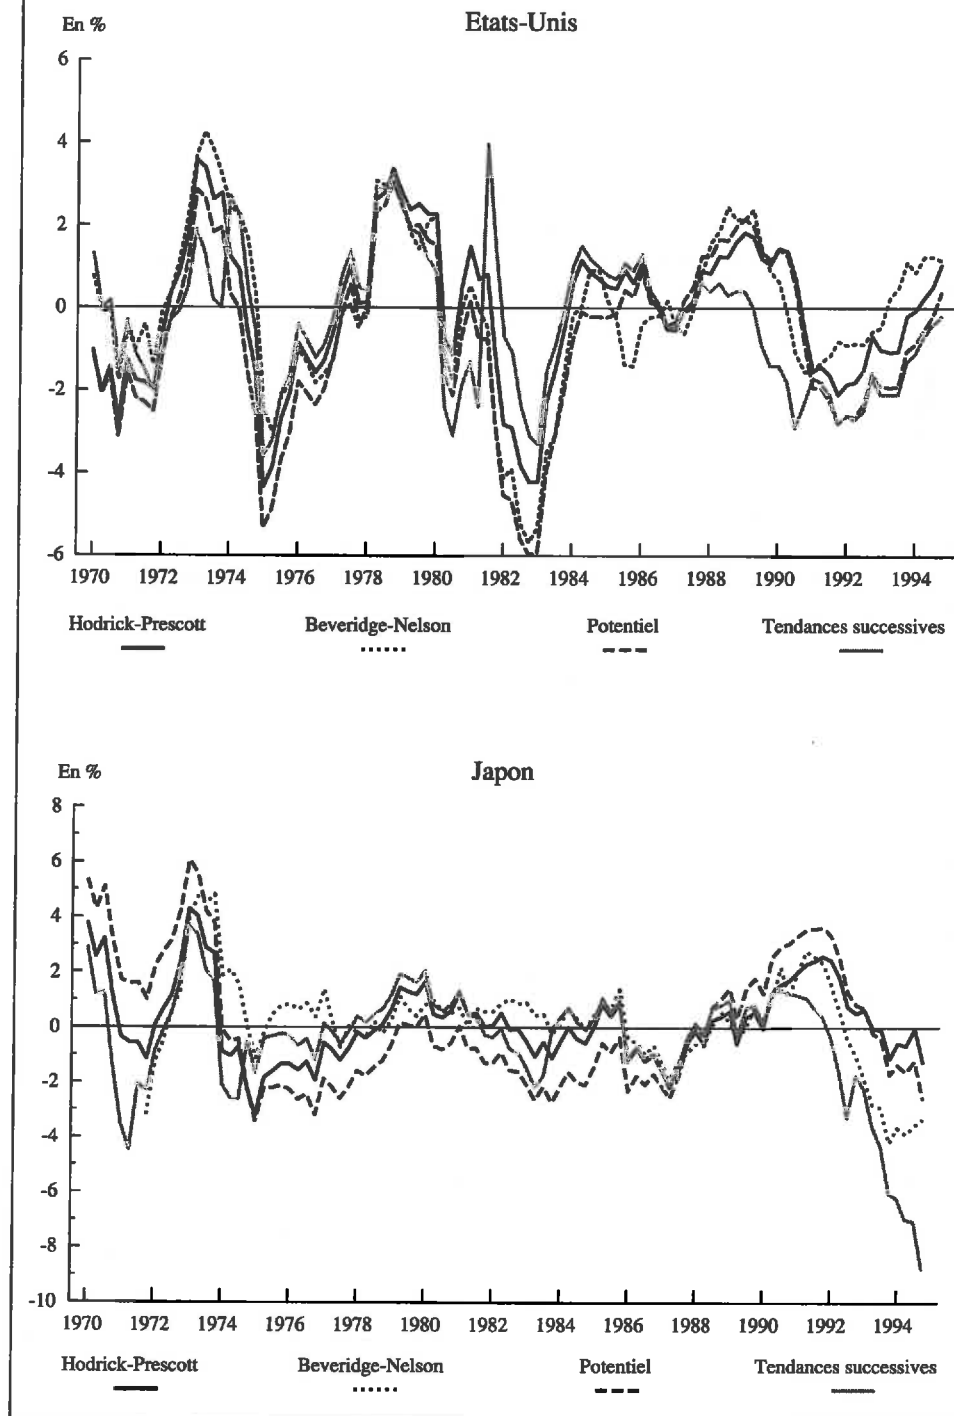 Etats-Unis
En %
6
4
2
0
-2
-4
-6
1970 1972 1974 1976 1978 1980 1982 1984 1986 1988 1990 1992 1994
Hodrick-Prescott Beveridge-Nelson Potentiel Tendances successives
Japon
En %
8
6
4
2
0
-2
-4
-6
-8
-10
1970 1972 1974 1976 1978 1980 1982 1984 1986 1988 1990 1992 1994
Hodrick-Prescott Beveridge-Nelson Potentiel Tendances successives